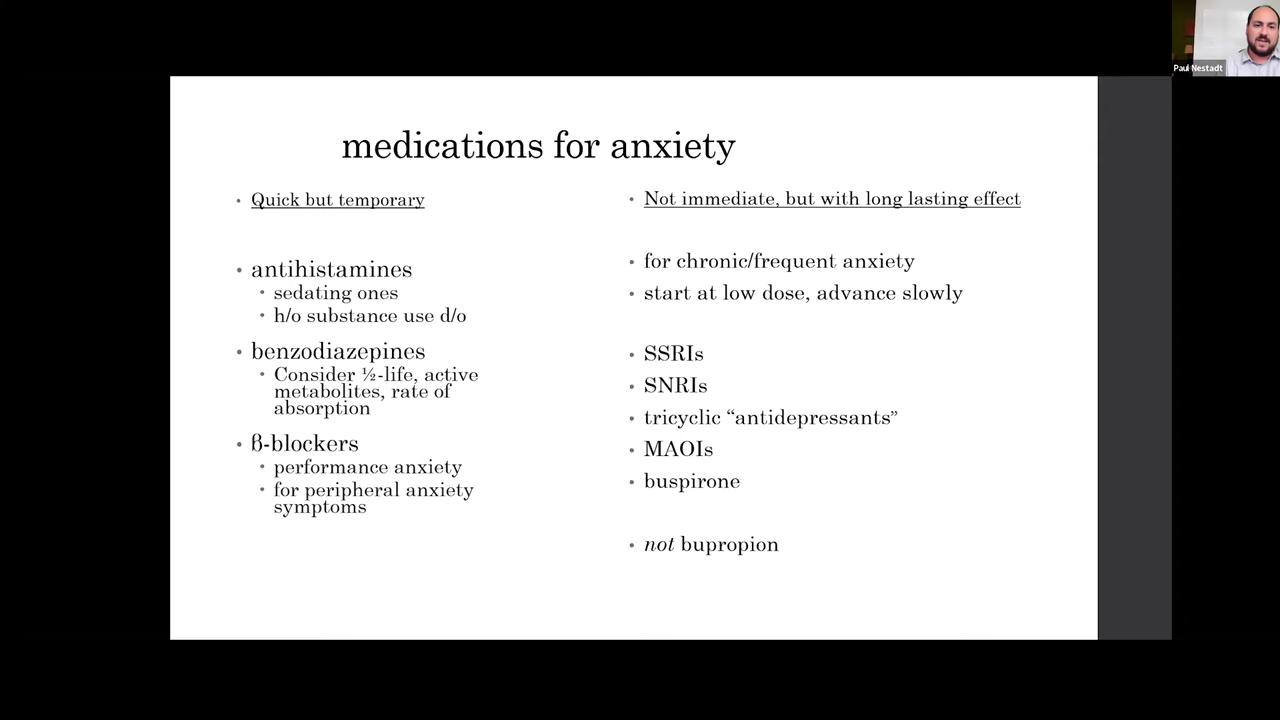 Paul Nestadt
medications for anxiety
• Quick but temporary
• antihistamines
• sedating ones
• h/o substance use d/o
• benzodiazepines
• Consider ½-life, active
metabolites, rate of
absorption
• β-blockers
• performance anxiety
• for peripheral anxiety
symptoms
• Not immediate, but with long lasting effect
• for chronic/frequent anxiety
• start at low dose, advance slowly
• SSRIs
• SNRIs
• tricyclic “antidepressants”
• MAOIs
• buspirone
• not bupropion